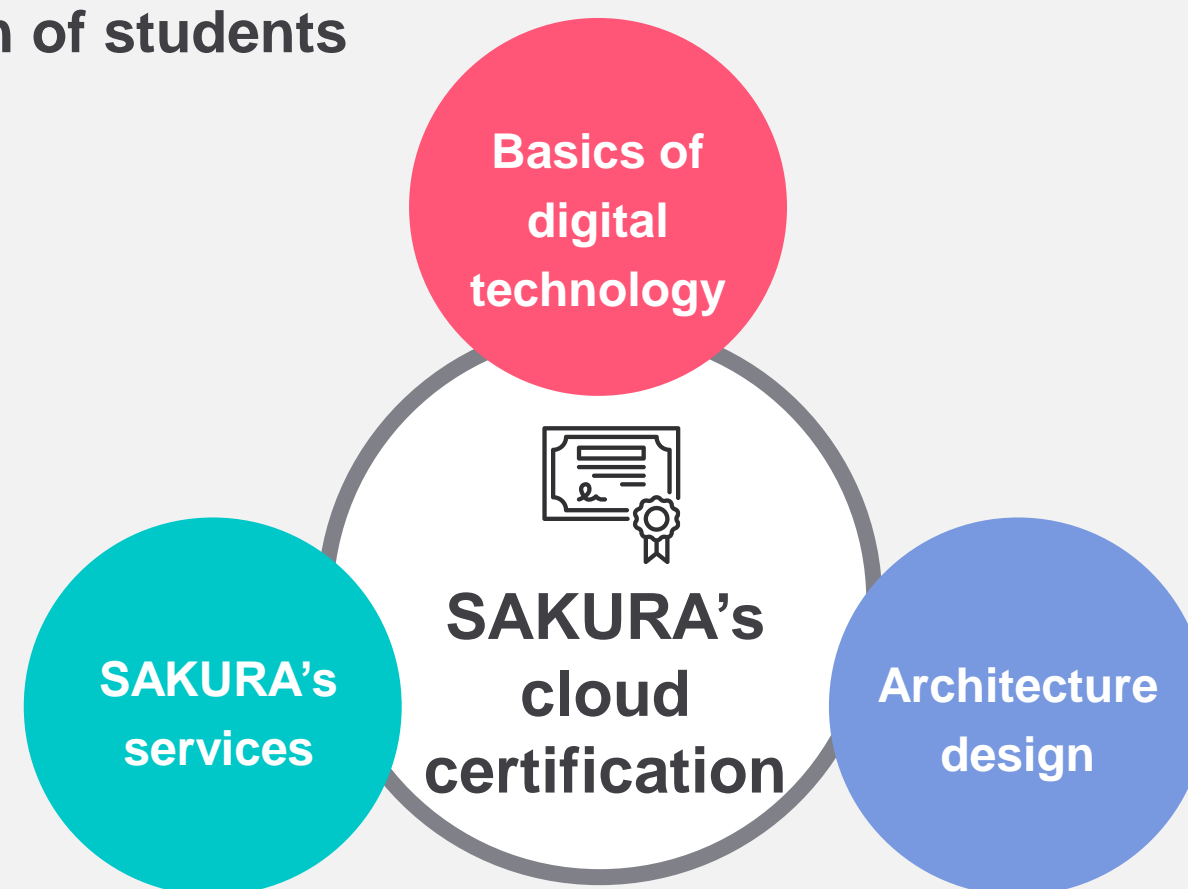 of students
Basics of
digital
technology
SAKURA’s
cloud
certification
SAKURA’s
services
Architecture
design